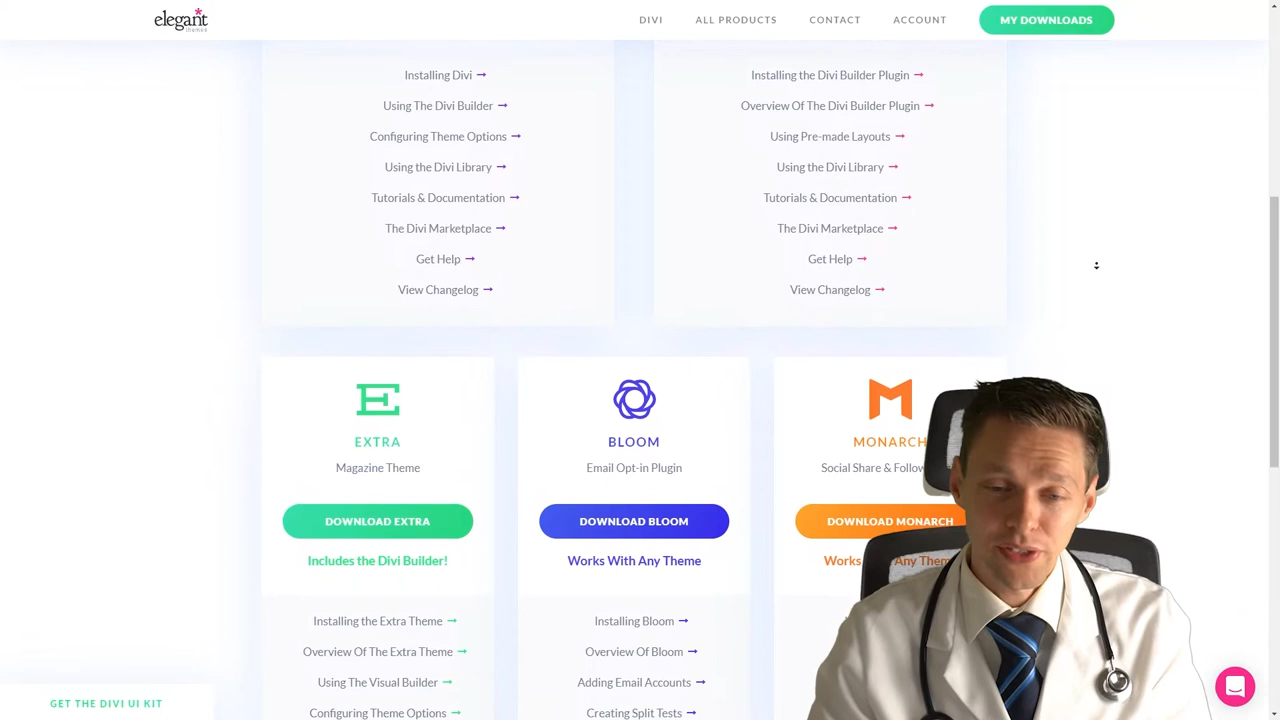 elegant
themes
DIVI
ALL PRODUCTS
CONTACT
ACCOUNT
MY DOWNLOADS
Installing Divi
Using The Divi Builder
Configuring Theme Options
Using the Divi Library
Tutorials & Documentation
The Divi Marketplace
Get Help
View Changelog
Installing the Divi Builder Plugin
Overview Of The Divi Builder Plugin
Using Pre-made Layouts
Using the Divi Library
Tutorials & Documentation
The Divi Marketplace
Get Help
View Changelog
EXTRA
Magazine Theme
DOWNLOAD EXTRA
Includes the Divi Builder!
Installing the Extra Theme
Overview Of The Extra Theme
Using The Visual Builder
Configuring Theme Options
BLOOM
Email Opt-in Plugin
DOWNLOAD BLOOM
Works With Any Theme
Installing Bloom
Overview Of Bloom
Adding Email Accounts
Creating Split Tests
MONARCH
Social Share & Follow
DOWNLOAD MONARCH
Works Any
GET THE DIVI UI KIT